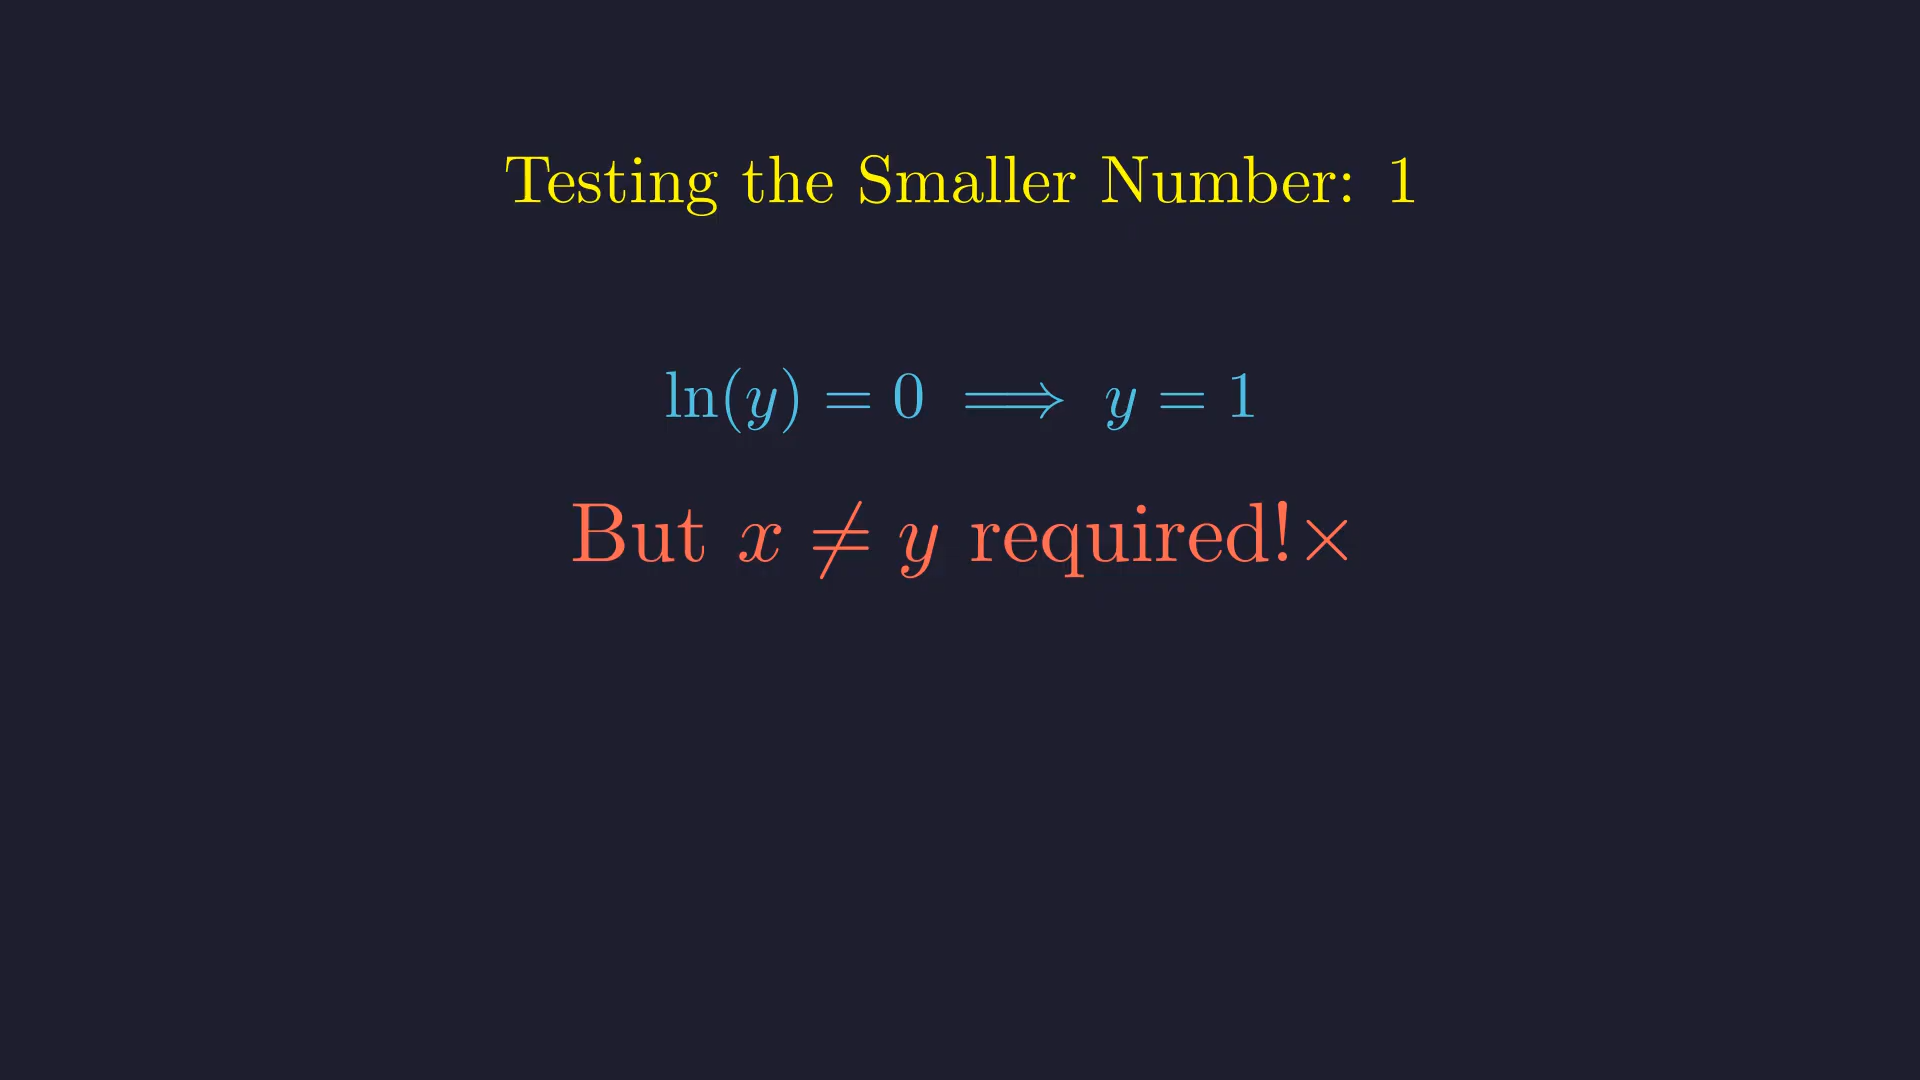 Testing the Smaller Number: 1
ln(y) = 0 ⟹ y = 1
But x ≠ y required!×